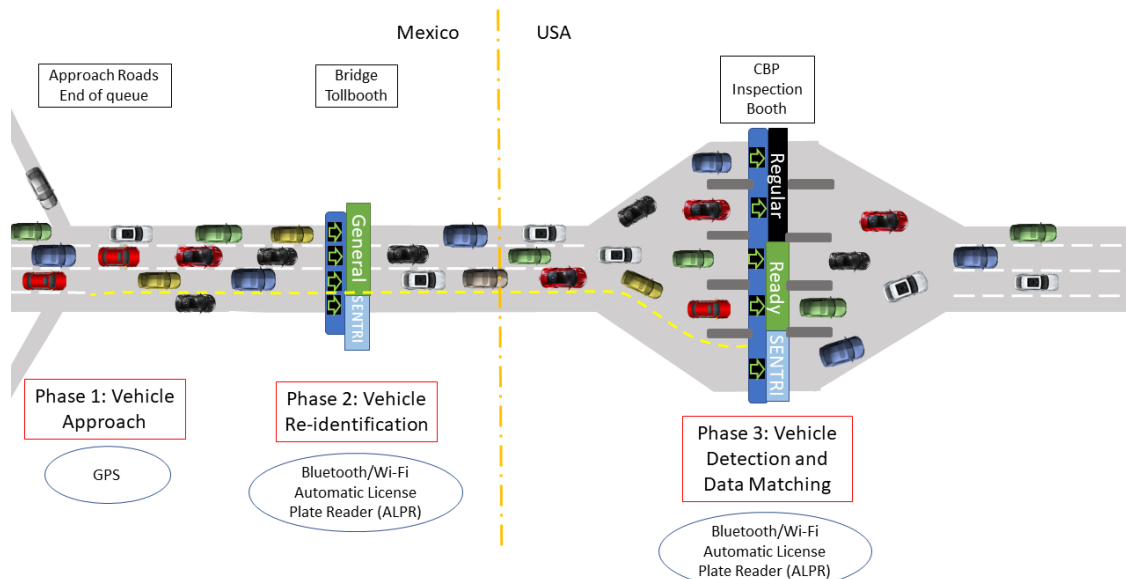 Mexico
USA
Approach Roads
End of queue
Bridge
Tollbooth
CBP
Inspection
Booth
General
SENTRI
Regular
Ready
SENTRI
Phase 1: Vehicle
Approach
GPS
Phase 2: Vehicle
Re-identification
Bluetooth/Wi-Fi
Automatic License
Plate Reader (ALPR)
Phase 3: Vehicle
Detection and
Data Matching
Bluetooth/Wi-Fi
Automatic License
Plate Reader (ALPR)